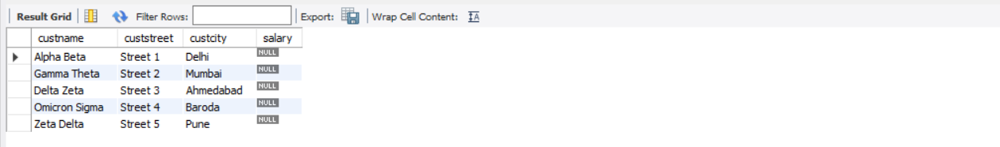 Result Grid Filter Rows: Export: Wrap Cell Content: IA
custname custstreet custcity salary
Alpha Beta Street 1 Delhi NULL
Gamma Theta Street 2 Mumbai NULL
Delta Zeta Street 3 Ahmedabad NULL
Omicron Sigma Street 4 Baroda NULL
Zeta Delta Street 5 Pune NULL